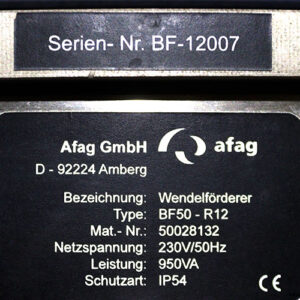 Serien- Nr. BF-12007
Afag GmbH afag
D - 92224 Amberg
Bezeichnung: Wendelförderer
Type: BF50 - R12
Mat.- Nr.: 50028132
Netzspannung: 230V/50Hz
Leistung: 950VA
Schutzart: IP54 CE